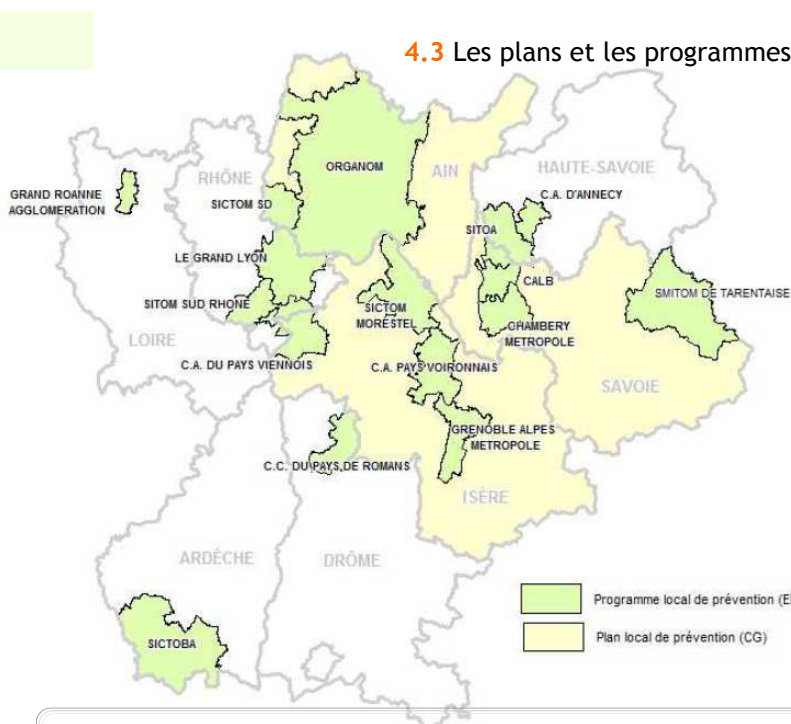 4.3 Les plans et les programmes
ORGANOM
AIN
HAUTE-SAVOIE
RHÔNE
C.A. D'ANNECY
GRAND ROANNE
AGGLOMERATION
SICTOM SD
SITOA
LE GRAND LYON
CALB
SMITOM DE TARENTAISE
SITOM SUD RHONE
SICTOM
MORESTEL
CHAMBERY
METROPOLE
LOIRE
C.A. DU PAYS VIENNOIS
C.A. PAYS VOIRONNAIS
SAVOIE
GRENOBLE ALPES
METROPOLE
C.C. DU PAYS DE ROMANS
ISÈRE
ARDÈCHE
DRÔME
Programme local de prévention (E
Plan local de prévention (CG)
SICTOBA